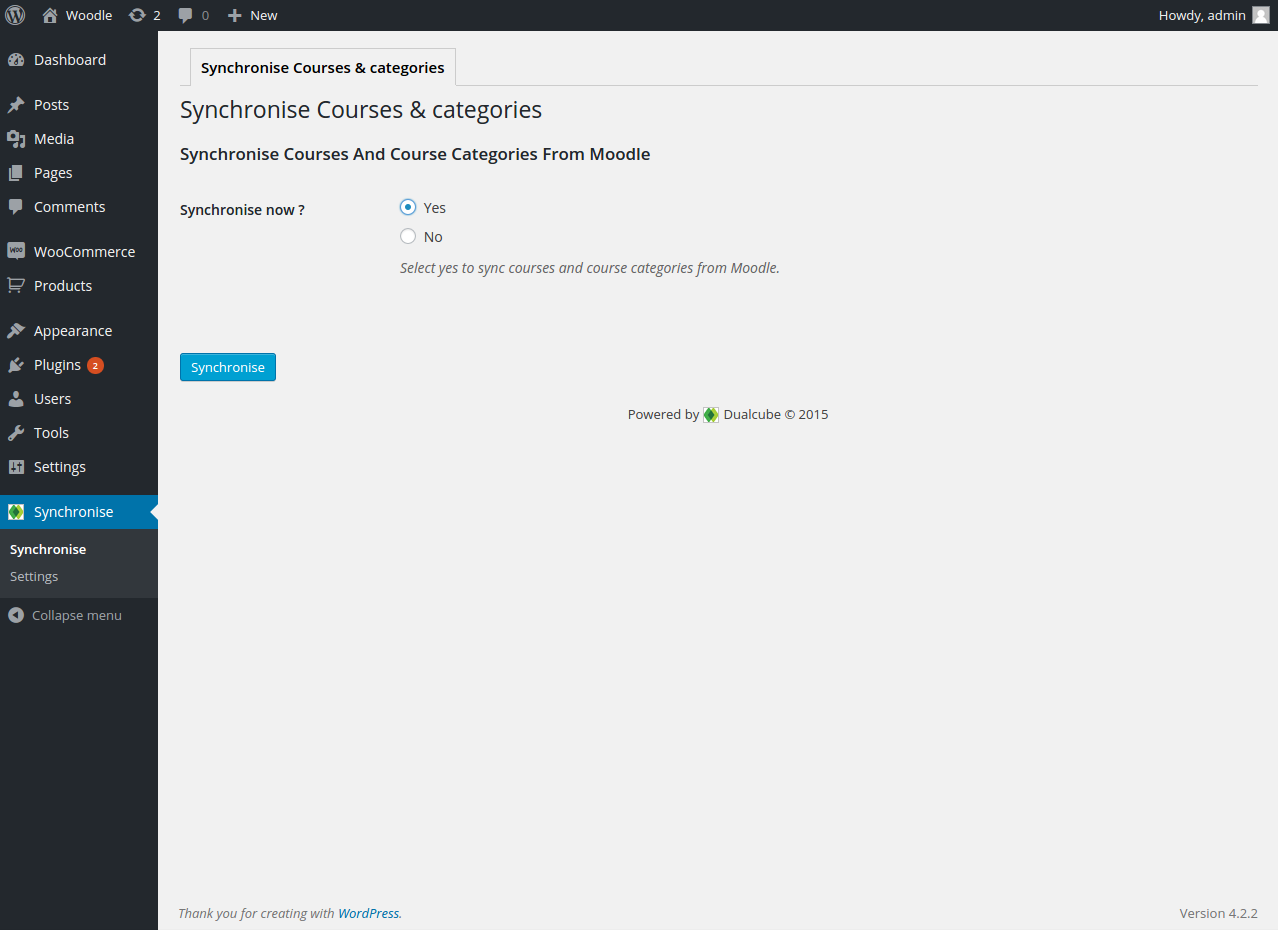 Woodle 2 0 New Howdy, admin
Dashboard
Posts
Media
Pages
Comments
WOO WooCommerce
Products
Appearance
Plugins 2
Users
Tools
Settings
Synchronise
Synchronise
Settings
Collapse menu
Synchronise Courses & categories
Synchronise Courses & categories
Synchronise Courses And Course Categories From Moodle
Synchronise now ? Yes
No
Select yes to sync courses and course categories from Moodle.
Synchronise
Powered by Dualcube © 2015
Thank you for creating with WordPress. Version 4.2.2